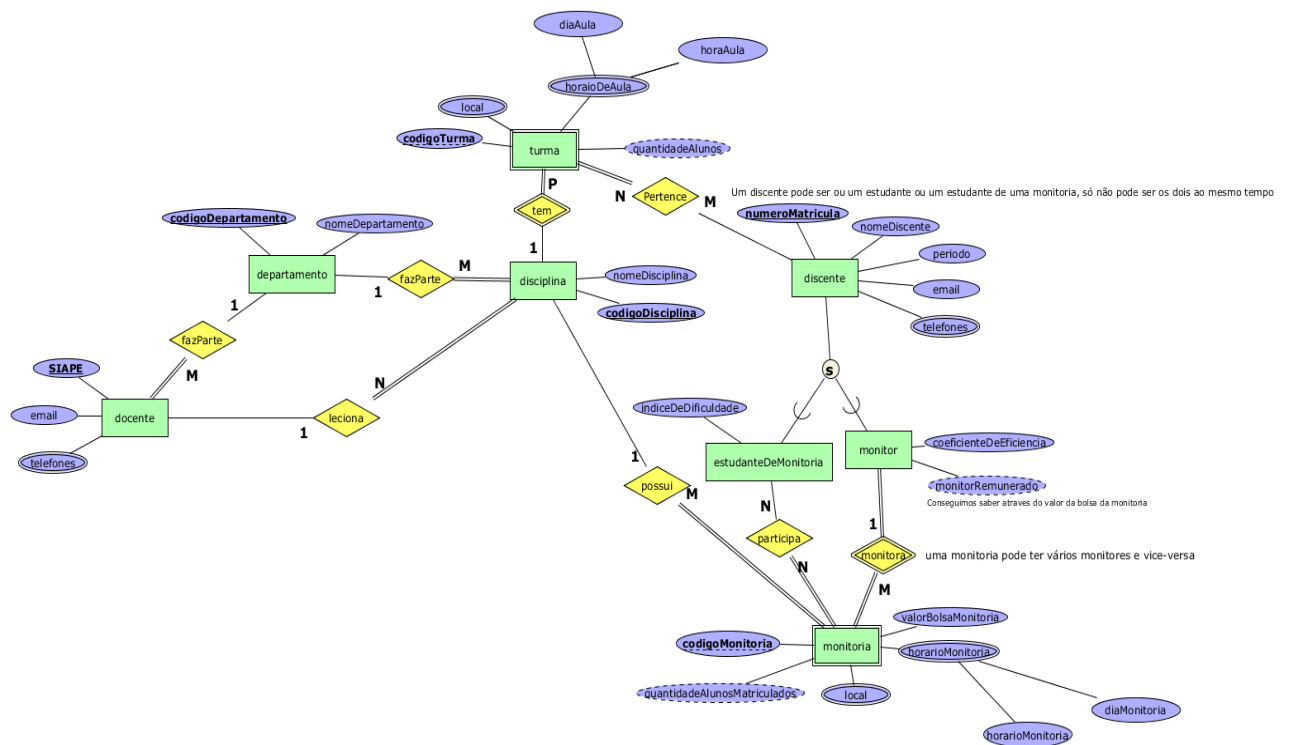 diaAula
horaAula
horaioDeAula
local
codigoTurma
turma
quantidadeAlunos
P
N
Pertence
M
Um discente pode ser ou um estudante ou um estudante de uma monitoria, só não pode ser os dois ao mesmo tempo
numeroMatricula
nomeDiscente
periodo
email
telefones
discente
tem
1
codigoDepartamento
nomeDepartamento
departamento
1
fazParte
M
disciplina
nomeDisciplina
codigoDisciplina
1
fazParte
M
SIAPE
email
telefones
docente
1
leciona
N
s
indiceDeDificuldade
estudanteDeMonitoria
monitor
coeficienteDeEficiencia
monitorRemunerado
Conseguimos saber atraves do valor da bolsa da monitoria
1
possui
M
N
participa
N
1
monitora
uma monitoria pode ter vários monitores e vice-versa
M
codigoMonitoria
monitoria
valorBolsaMonitoria
horarioMonitoria
quantidadeAlunosMatriculados
local
diaMonitoria
horarioMonitoria